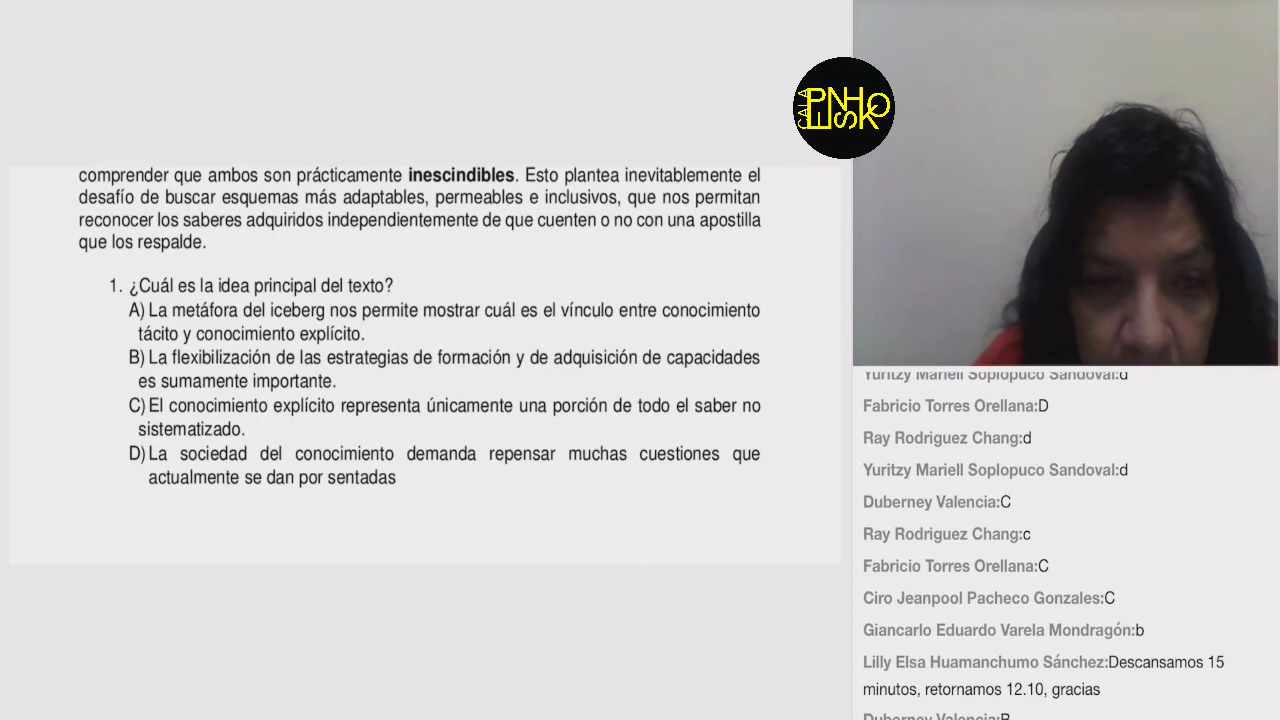 comprender que ambos son prácticamente inescindibles. Esto plantea inevitablemente el
desafío de buscar esquemas más adaptables, permeables e inclusivos, que nos permitan
reconocer los saberes adquiridos independientemente de que cuenten o no con una apostilla
que los respalde.
1. ¿Cuál es la idea principal del texto?
A) La metáfora del iceberg nos permite mostrar cuál es el vínculo entre conocimiento
tácito y conocimiento explícito.
B) La flexibilización de las estrategias de formación y de adquisición de capacidades
es sumamente importante.
C) El conocimiento explícito representa únicamente una porción de todo el saber no
sistematizado.
D) La sociedad del conocimiento demanda repensar muchas cuestiones que
actualmente se dan por sentadas
CALA
Yuritzy Mariell Soplopuco Sandoval:d
Fabricio Torres Orellana:D
Ray Rodriguez Chang:d
Yuritzy Mariell Soplopuco Sandoval:d
Duberney Valencia:C
Ray Rodriguez Chang:c
Fabricio Torres Orellana:C
Ciro Jeanpool Pacheco Gonzales:C
Giancarlo Eduardo Varela Mondragón:b
Lilly Elsa Huamanchumo Sánchez:Descansamos 15
minutos, retornamos 12.10, gracias
Duberney Valencia:B